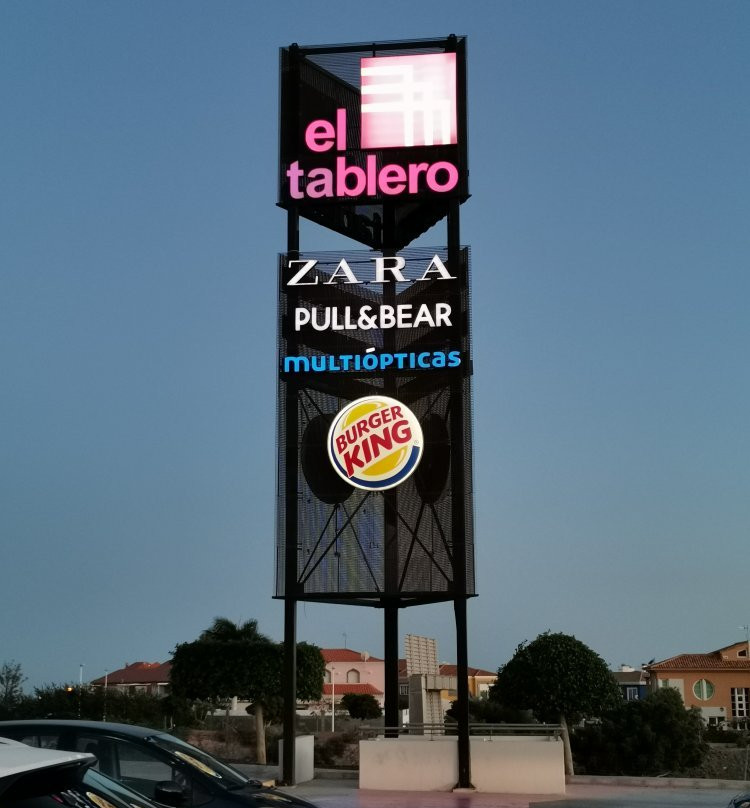 el
tablero
ZARA
PULL&BEAR
mULTIÓPTICas
BURGER
KING